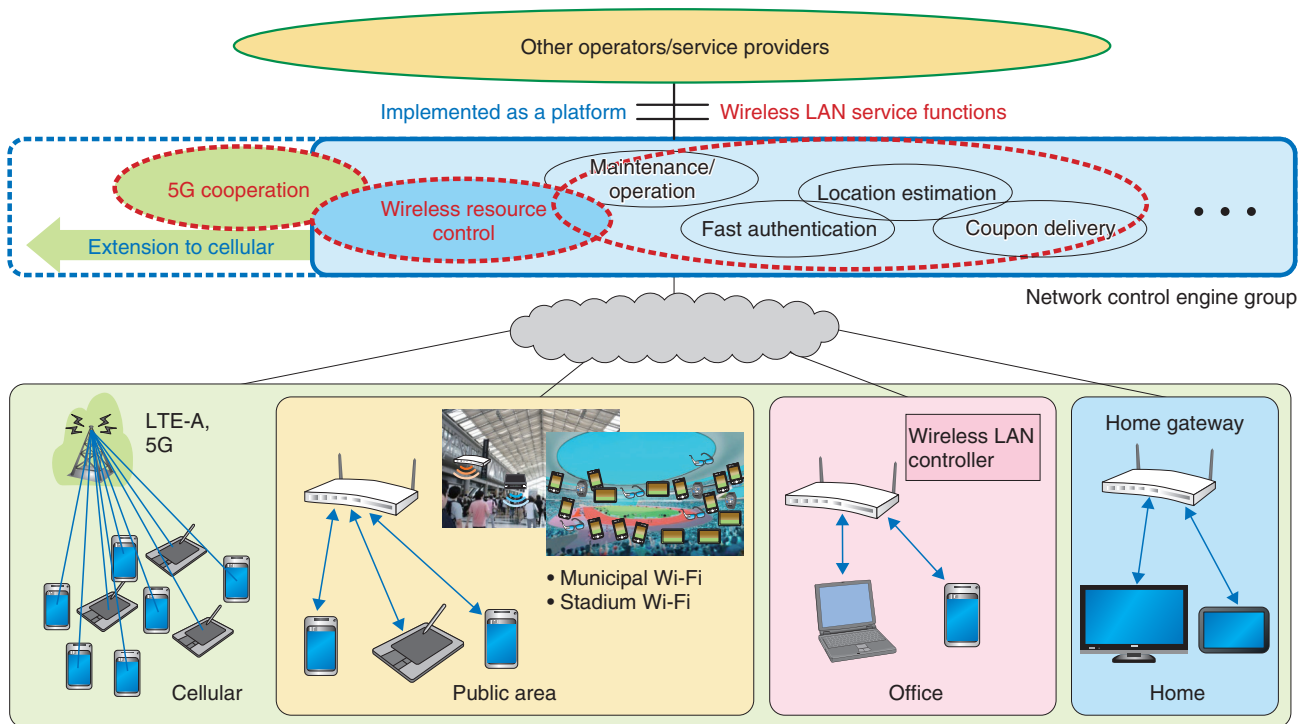 Other operators/service providers
Implemented as a platform
Wireless LAN service functions
Maintenance/
operation
5G cooperation
Location estimation
Wireless resource
control
Fast authentication
Coupon delivery
Extension to cellular
Network control engine group
LTE-A,
5G
Wireless LAN
controller
Home gateway
• Municipal Wi-Fi
• Stadium Wi-Fi
Cellular
Public area
Office
Home